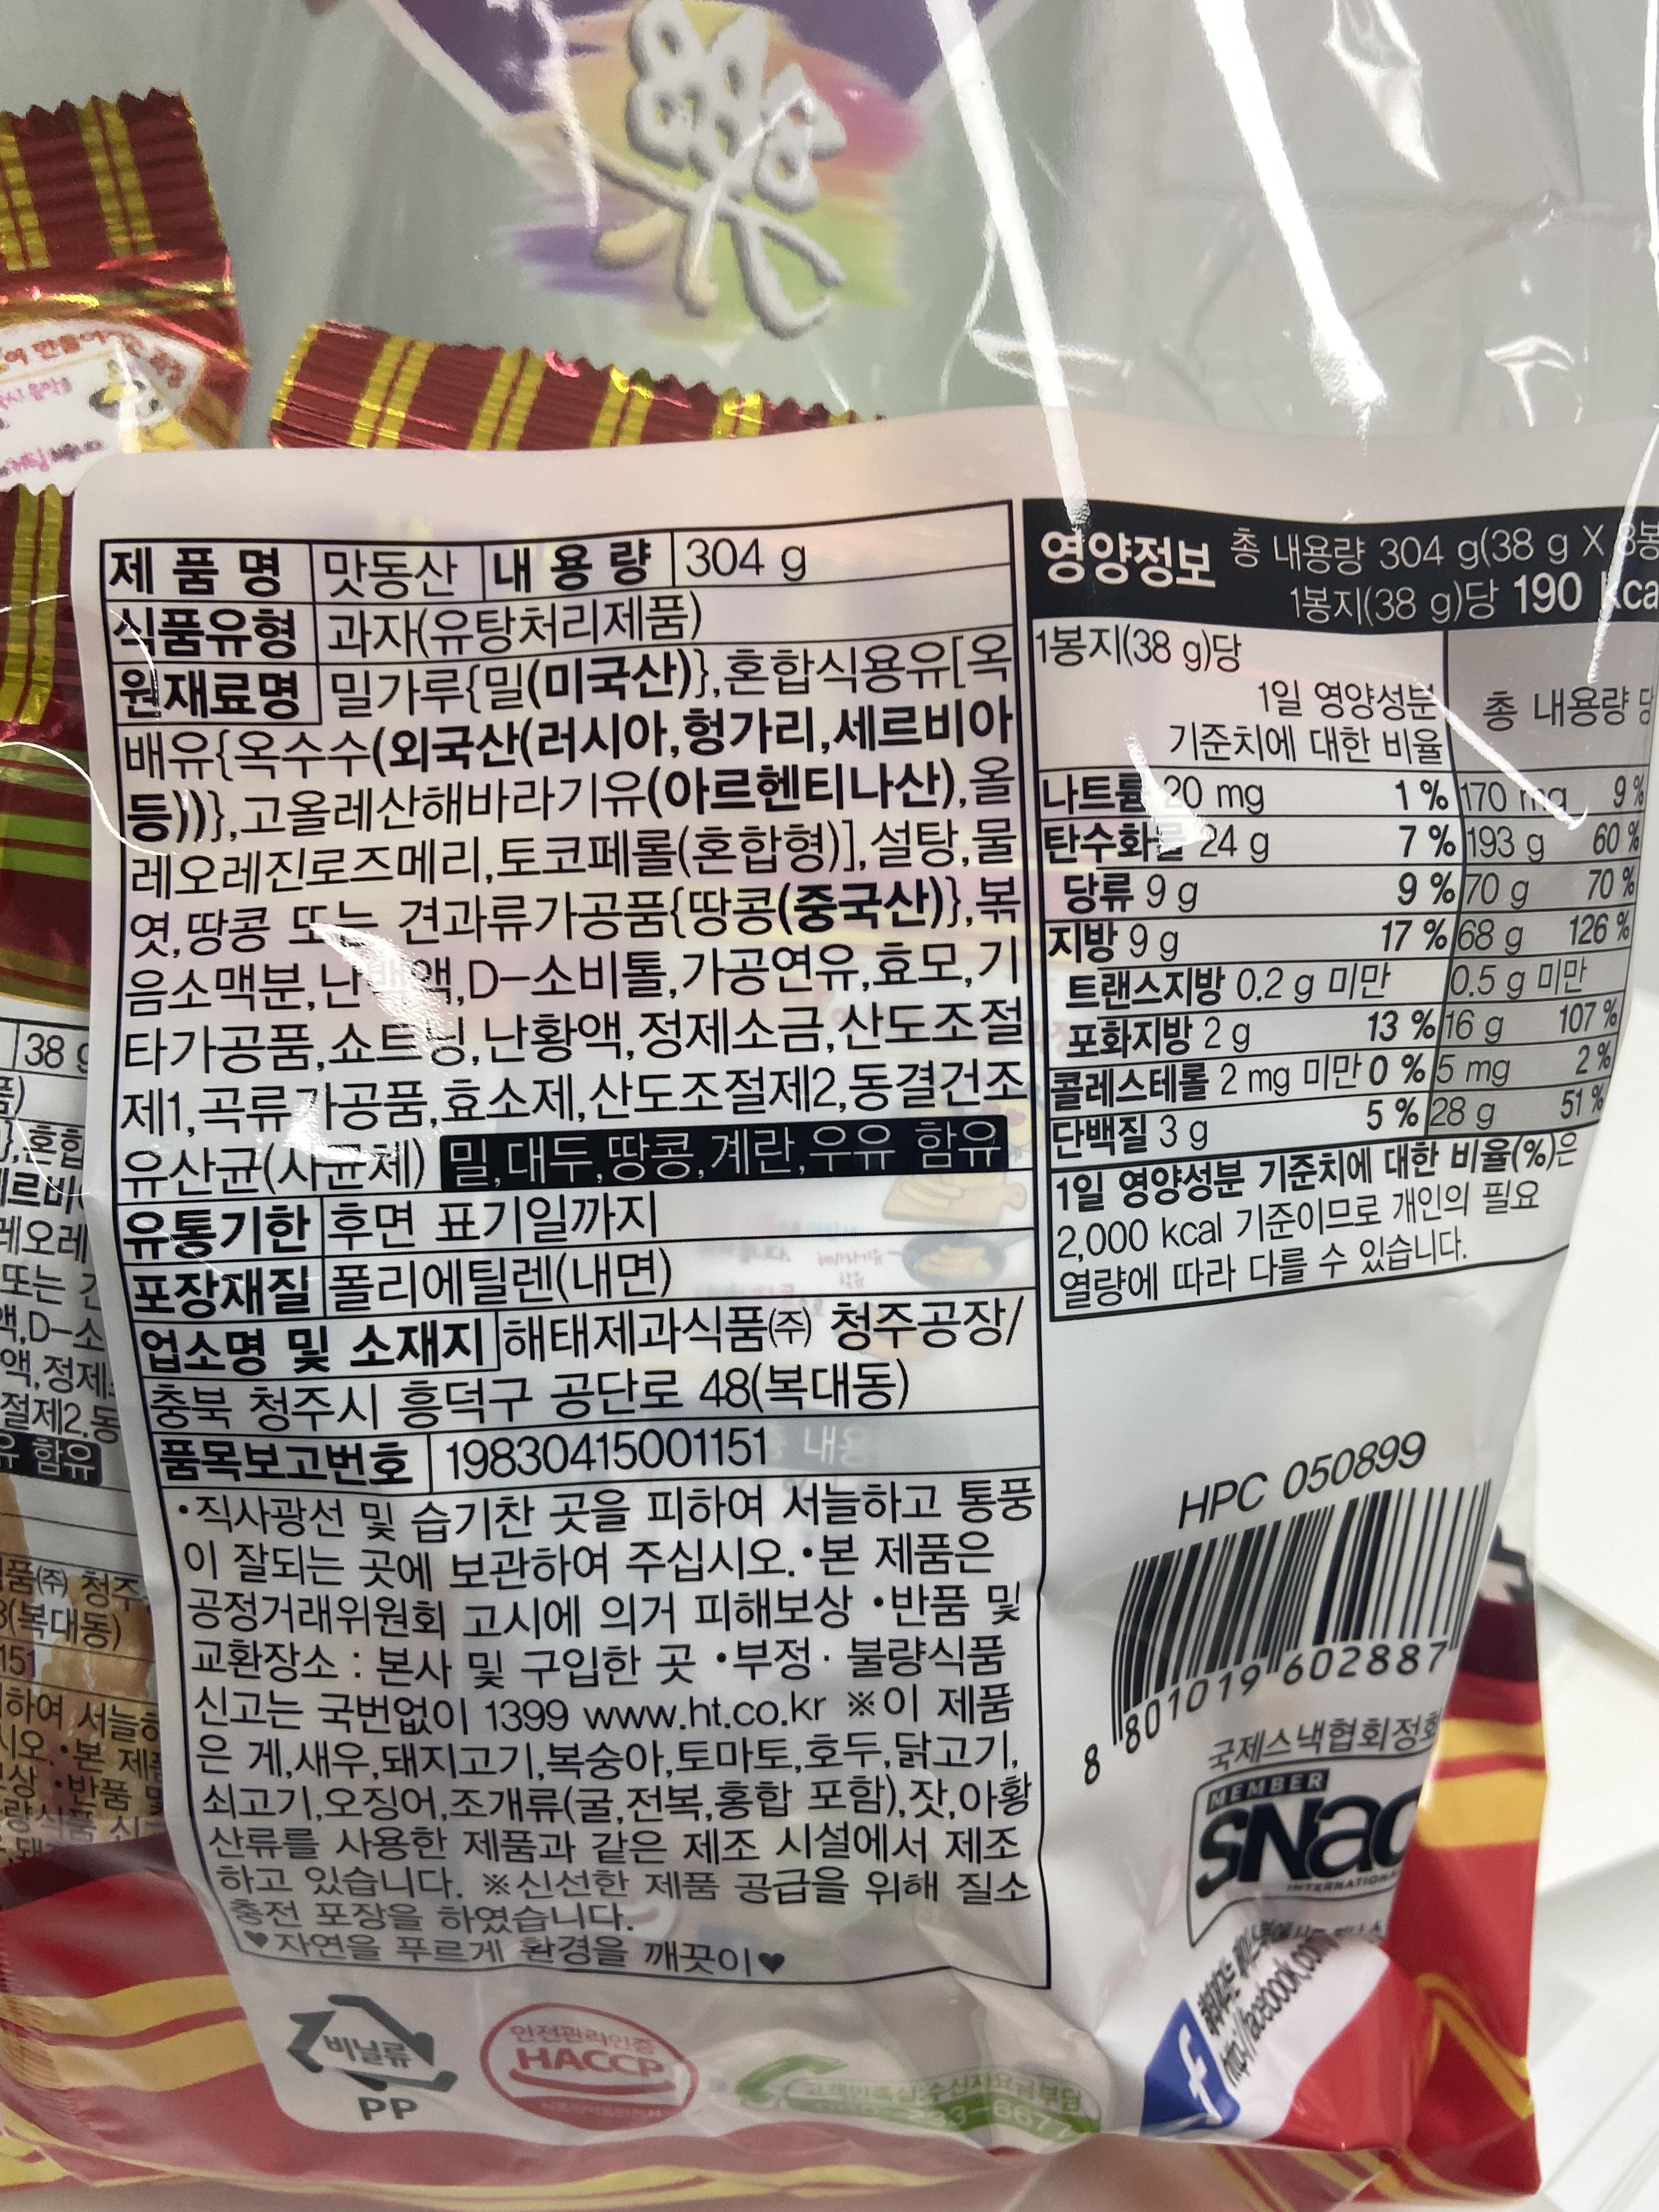 제 품 명 맛동산 내 용 량 304 g
식품유형 과자(유탕처리제품)
원재료명 밀가루{밀(미국산)},혼합식용유[옥
배유{옥수수(외국산(러시아,헝가리,세르비아
등))},고올레산해바라기유(아르헨티나산),올
레오레진로즈메리,토코페롤(혼합형)],설탕,물
엿,땅콩 또는 견과류가공품{땅콩(중국산)},볶
음소맥분,난백액,D-소비톨,가공연유,효모,기
타가공품,쇼트닝,난황액,정제소금,산도조절
제1,곡류가공품,효소제,산도조절제2,동결건조
유산균(사균체) 밀,대두,땅콩,계란,우유 함유
유통기한 후면 표기일까지
포장재질 폴리에틸렌(내면)
업소명 및 소재지 해태제과식품㈜ 청주공장/
충북 청주시 흥덕구 공단로 48(복대동)
품목보고번호 19830415001151
•직사광선 및 습기찬 곳을 피하여 서늘하고 통풍
이 잘되는 곳에 보관하여 주십시오.•본 제품은
공정거래위원회 고시에 의거 피해보상 •반품 및
교환장소 : 본사 및 구입한 곳 •부정· 불량식품
신고는 국번없이 1399 www.ht.co.kr ※이 제품
은 게,새우,돼지고기,복숭아,토마토,호두,닭고기,
쇠고기,오징어,조개류(굴,전복,홍합 포함),잣,아황
산류를 사용한 제품과 같은 제조 시설에서 제조
하고 있습니다. ※신선한 제품 공급을 위해 질소
충전 포장을 하였습니다.
♥자연을 푸르게 환경을 깨끗이♥
영양정보 총 내용량 304 g(38 g X 8봉
1봉지(38 g)당 190 kca
1봉지(38 g)당
1일 영양성분
기준치에 대한 비율
총 내용량 당
나트륨 20 mg 1 % 170 mg 9 %
탄수화물 24 g 7 % 193 g 60 %
당류 9 g 9 % 70 g 70 %
지방 9 g 17 % 68 g 126 %
트랜스지방 0.2 g 미만 0.5 g 미만
포화지방 2 g 13 % 16 g 107 %
콜레스테롤 2 mg 미만 0 % 5 mg 2 %
단백질 3 g 5 % 28 g 51 %
1일 영양성분 기준치에 대한 비율(%)은
2,000 kcal 기준이므로 개인의 필요
열량에 따라 다를 수 있습니다.
HPC 050899
8 801019 602887
국제스낵협회정회
MEMBER
SNac
INTERNATIONA
비닐류
PP
안전관리인증
HACCP
38 g